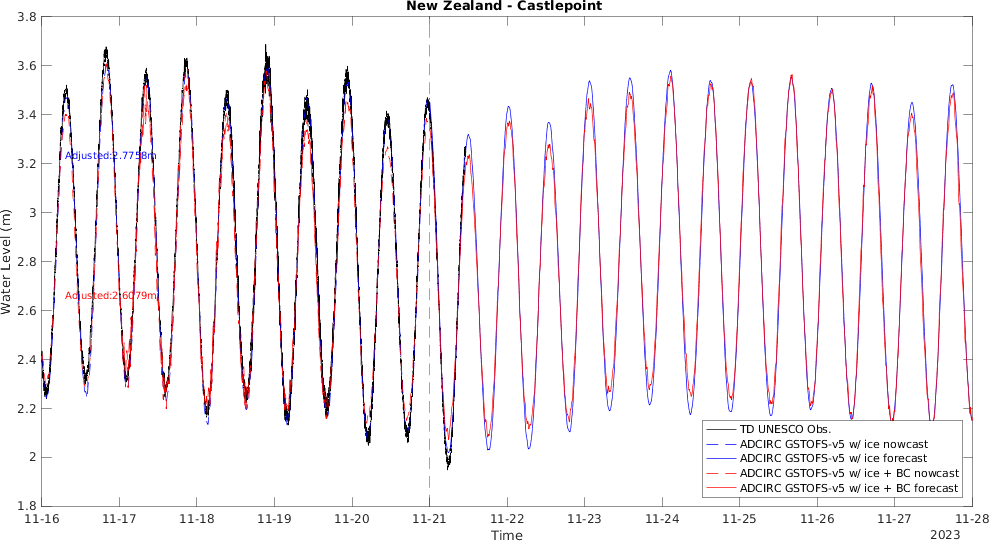 New Zealand - Castlepoint
3.8
3.6
3.4
3.2
3
2.8
2.6
2.4
2.2
2
1.8
Water Level (m)
Adjusted:2.7758m
Adjusted:2.6079m
TD UNESCO Obs.
ADCIRC GSTOFS-v5 w/ ice nowcast
ADCIRC GSTOFS-v5 w/ ice forecast
ADCIRC GSTOFS-v5 w/ ice + BC nowcast
ADCIRC GSTOFS-v5 w/ ice + BC forecast
11-16 11-17 11-18 11-19 11-20 11-21 11-22 11-23 11-24 11-25 11-26 11-27 11-28
Time
2023